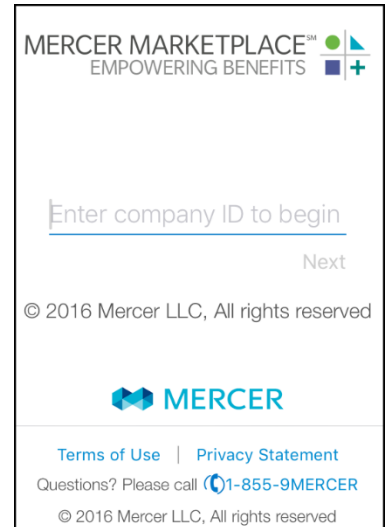 MERCER MARKETPLACE℠
EMPOWERING BENEFITS
Enter company ID to begin
Next
© 2016 Mercer LLC, All rights reserved
MERCER
Terms of Use | Privacy Statement
Questions? Please call 1-855-9MERCER
© 2016 Mercer LLC, All rights reserved